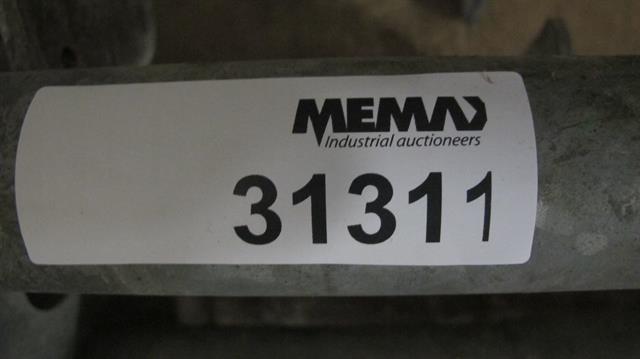 MEMA
Industrial auctioneers
31311